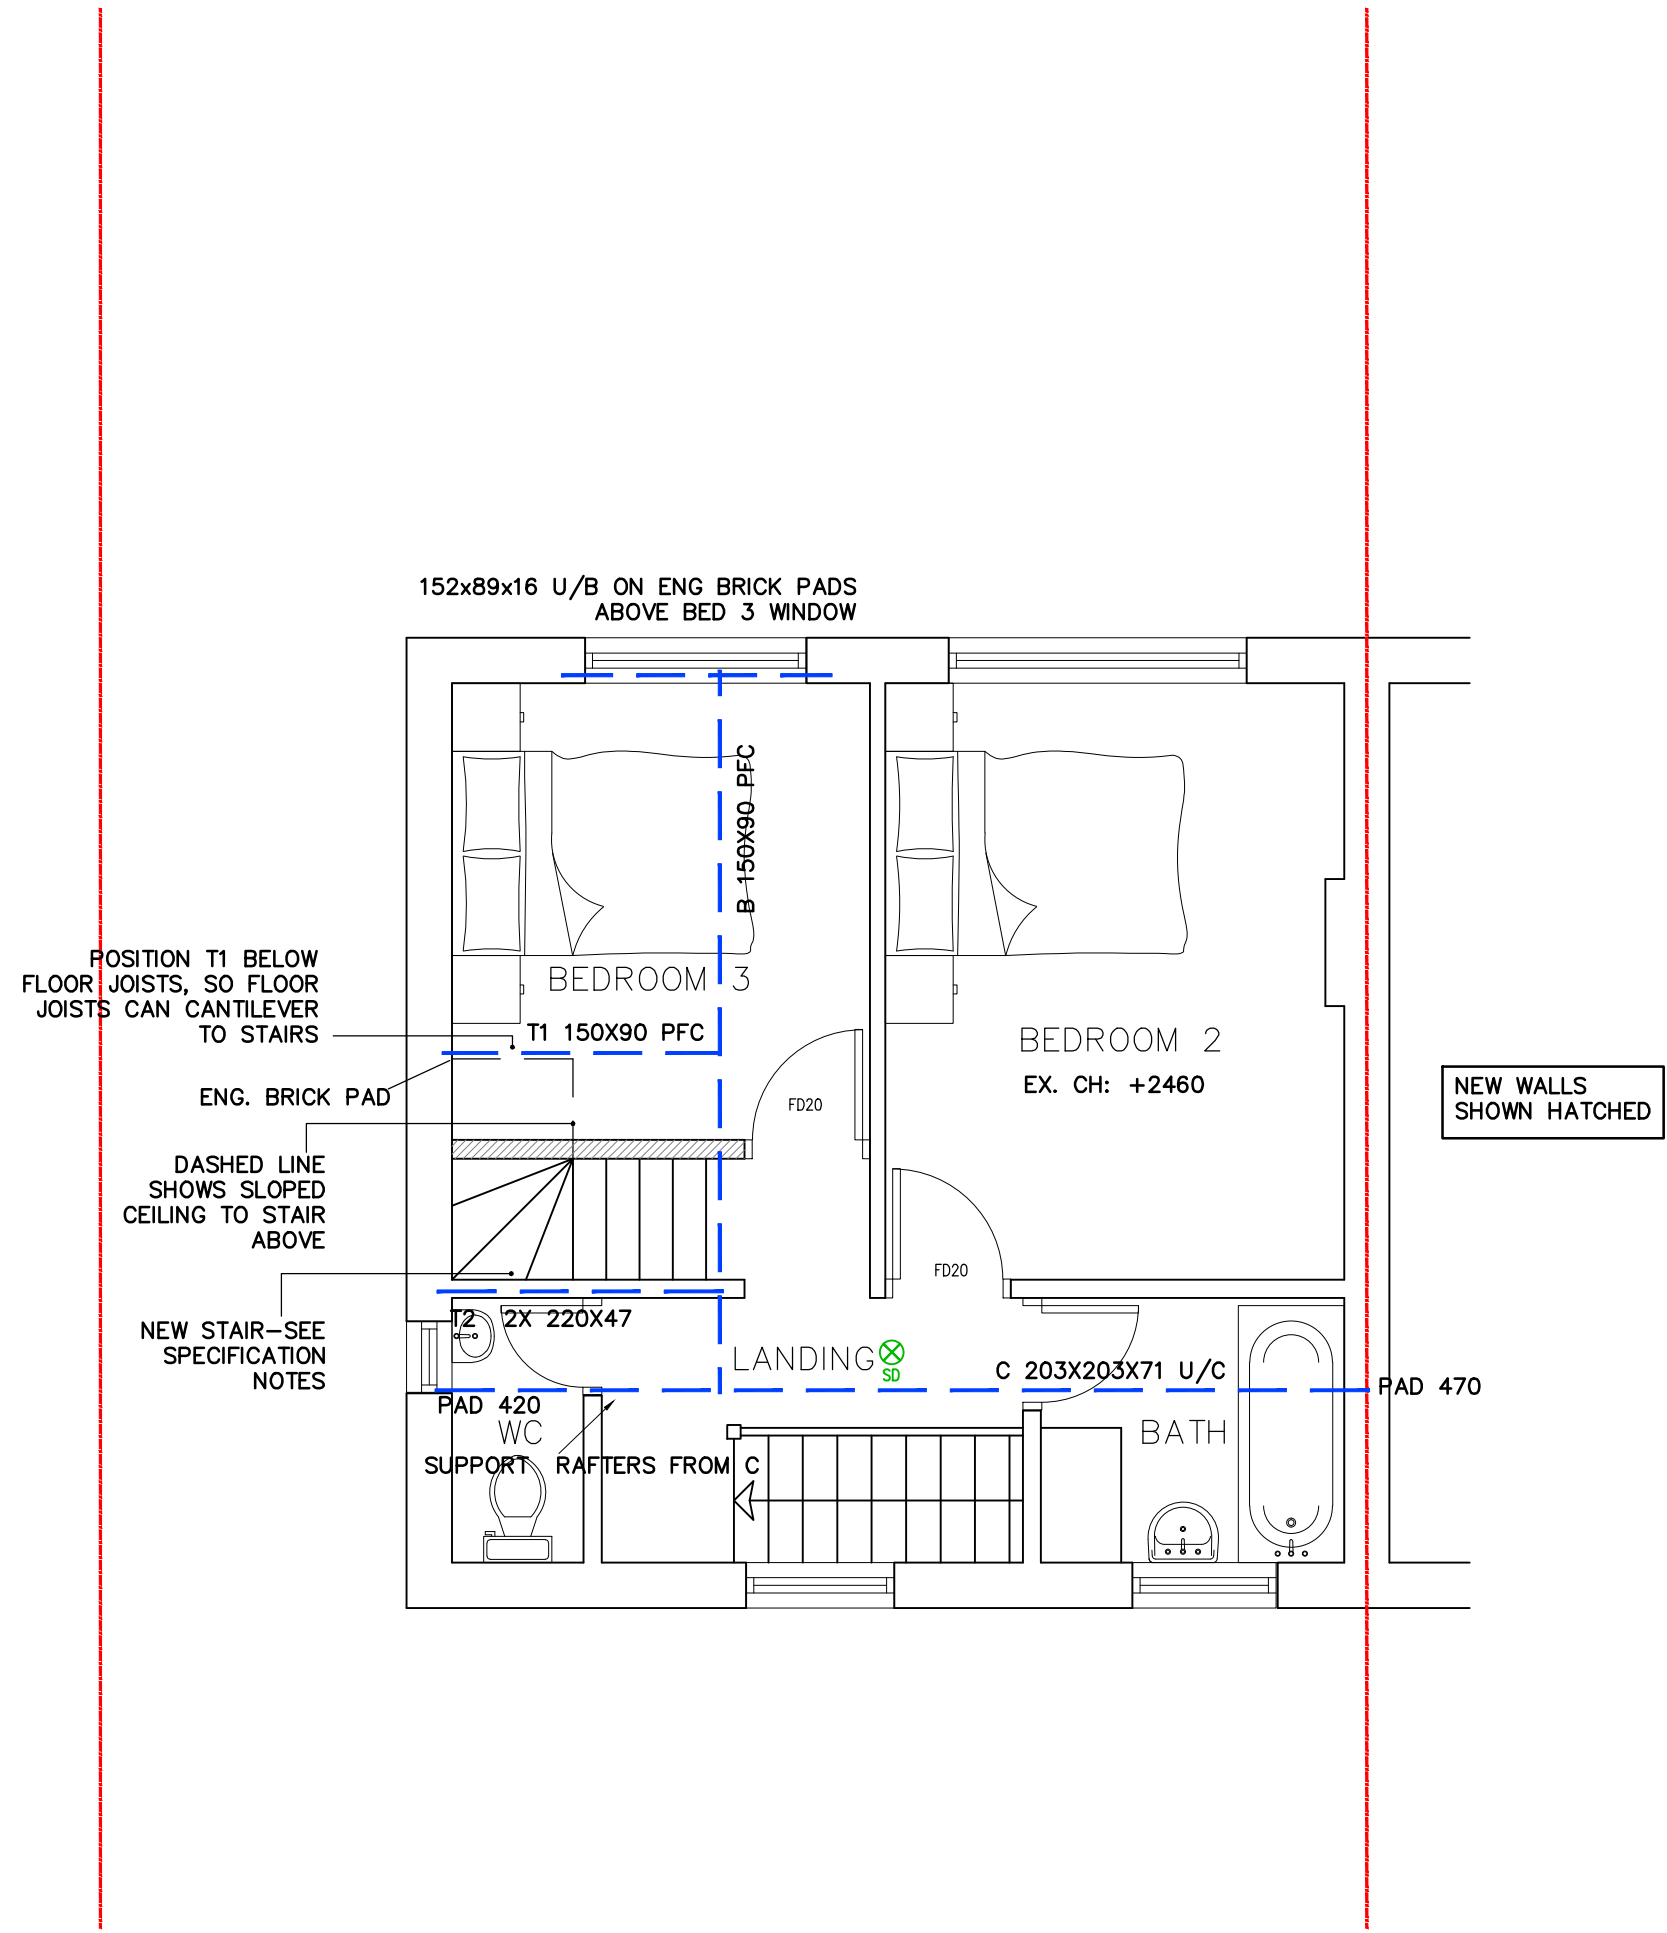 152x89x16 U/B ON ENG BRICK PADS
ABOVE BED 3 WINDOW
B 150X90 PFC
POSITION T1 BELOW
FLOOR JOISTS, SO FLOOR
JOISTS CAN CANTILEVER
TO STAIRS
BEDROOM 3
T1 150X90 PFC
BEDROOM 2
EX. CH: +2460
ENG. BRICK PAD
FD20
NEW WALLS
SHOWN HATCHED
DASHED LINE
SHOWS SLOPED
CEILING TO STAIR
ABOVE
FD20
NEW STAIR-SEE
SPECIFICATION
NOTES
T2 2X 220X47
LANDING
SD
C 203X203X71 U/C
PAD 470
PAD 420
WC
BATH
SUPPORT RAFTERS FROM C